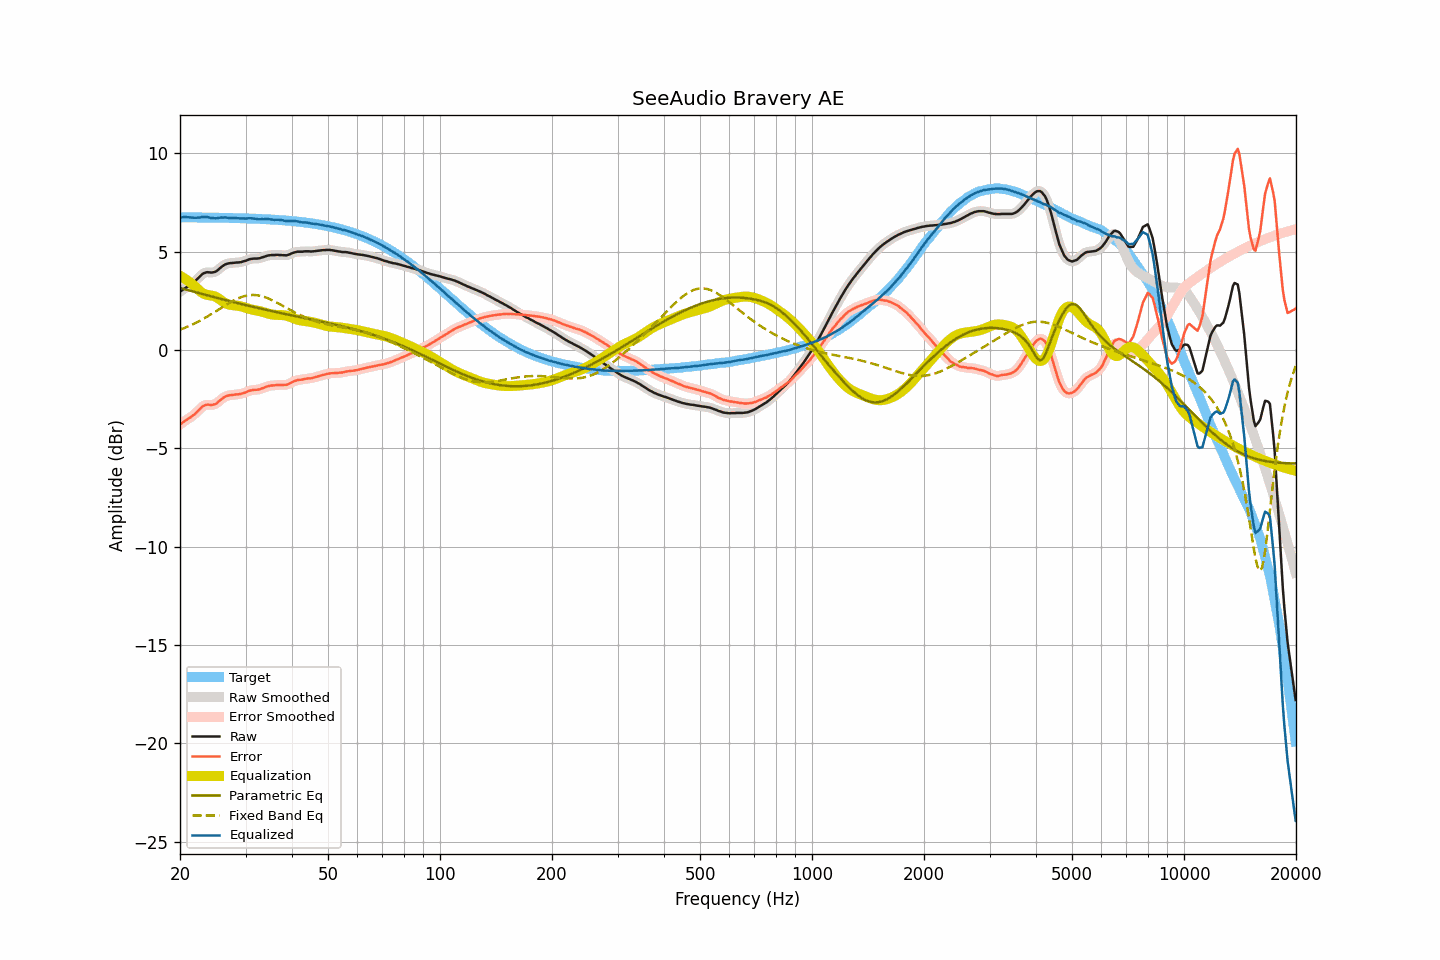 SeeAudio Bravery AE
Amplitude (dBr)
10
5
0
−5
−10
−15
−20
−25
Target
Raw Smoothed
Error Smoothed
Raw
Error
Equalization
Parametric Eq
Fixed Band Eq
Equalized
20 50 100 200 500 1000 2000 5000 10000 20000
Frequency (Hz)